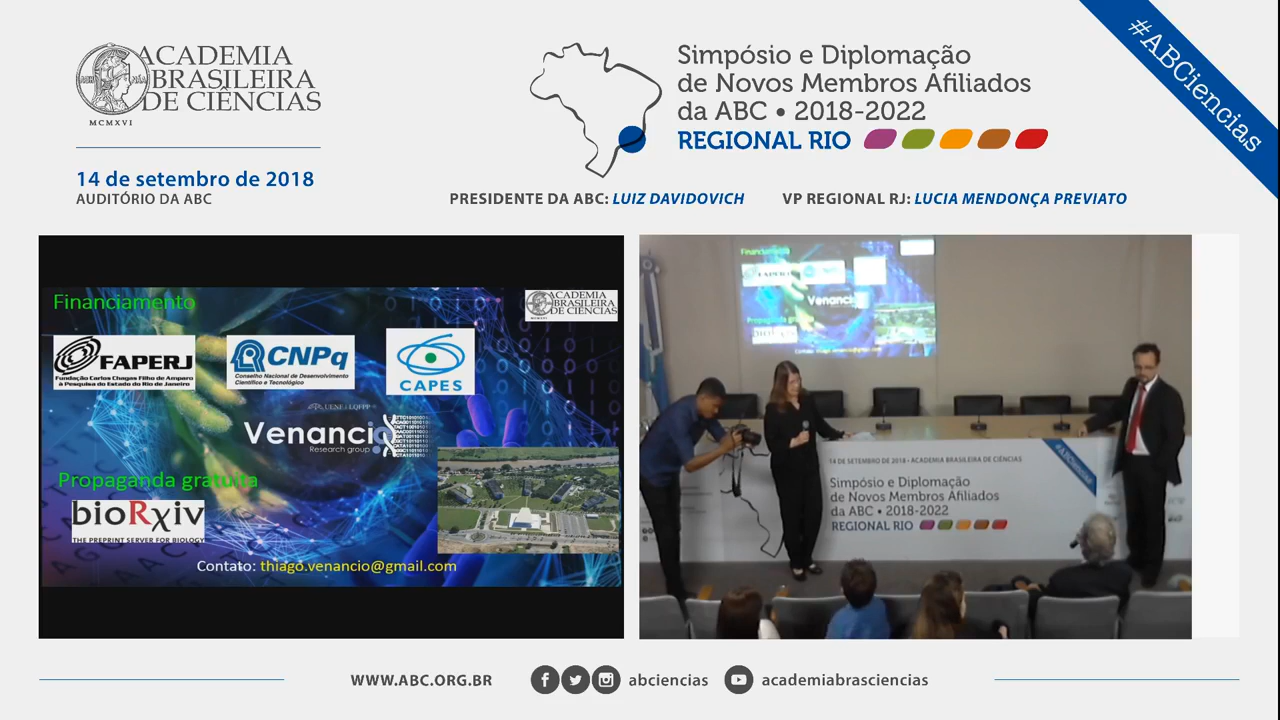 ACADEMIA
BRASILEIRA
DE CIÊNCIAS
MCMXVI
14 de setembro de 2018
AUDITÓRIO DA ABC
Simpósio e Diplomação
de Novos Membros Afiliados
da ABC • 2018-2022
REGIONAL RIO
#ABCiencias
PRESIDENTE DA ABC: LUIZ DAVIDOVICH
VP REGIONAL RJ: LUCIA MENDONÇA PREVIATO
Financiamento
ACADEMIA
BRASILEIRA
DE CIÊNCIAS
FAPERJ
Fundação Carlos Chagas Filho de Amparo
à Pesquisa do Estado do Rio de Janeiro
CNPq
Conselho Nacional de Desenvolvimento
Científico e Tecnológico
CAPES
Venancio
Research group
Propaganda gratuita
bioRxiv
THE PREPRINT SERVER FOR BIOLOGY
Contato: thiago.venancio@gmail.com
Financiamento
FAPERJ
Venancio
14 DE SETEMBRO DE 2018 • ACADEMIA BRASILEIRA DE CIÊNCIAS
#ABCiencias
Simpósio e Diplomação
de Novos Membros Afiliados
da ABC • 2018-2022
REGIONAL RIO
WWW.ABC.ORG.BR
abciencias
academiabrasciencias